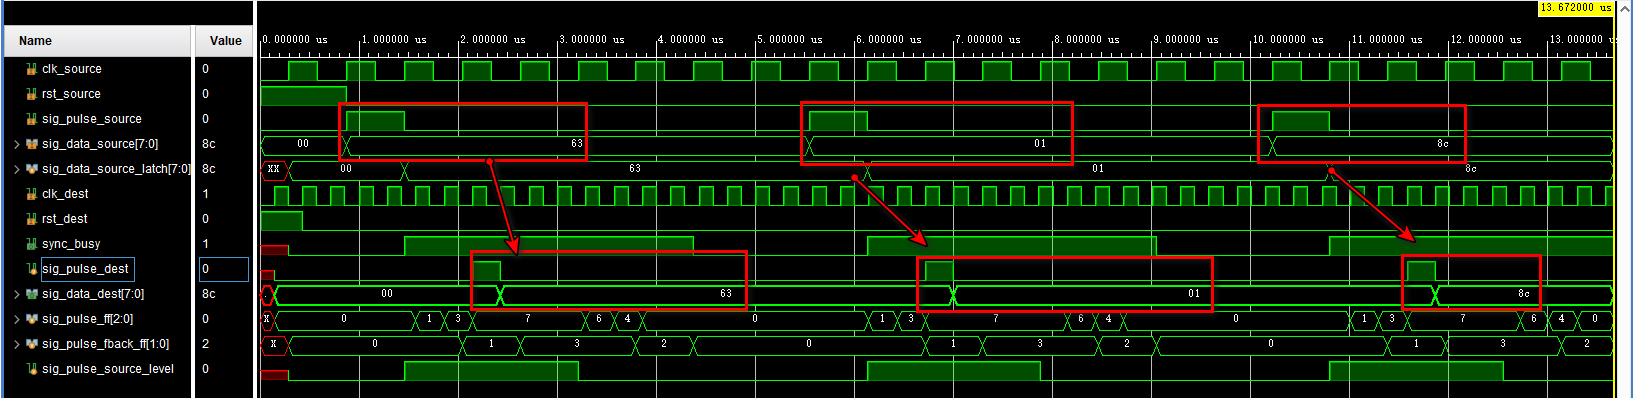 13.672000 us
Name Value 0.000000 us 1.000000 us 2.000000 us 3.000000 us 4.000000 us 5.000000 us 6.000000 us 7.000000 us 8.000000 us 9.000000 us 10.000000 us 11.000000 us 12.000000 us 13.000000
clk_source 0
rst_source 0
sig_pulse_source 0
sig_data_source[7:0] 8c 00 63 01 8c
sig_data_source_latch[7:0] 8c XX 00 63 01 8c
clk_dest 1
rst_dest 0
sync_busy 1
sig_pulse_dest 0
sig_data_dest[7:0] 8c 00 63 01 8c
sig_pulse_ff[2:0] 0 X 0 1 3 7 6 4 0 1 3 7 6 4 0 1 3 7 6 4 0
sig_pulse_fback_ff[1:0] 2 X 0 1 3 2 0 1 3 2 0 1 3 2
sig_pulse_source_level 0